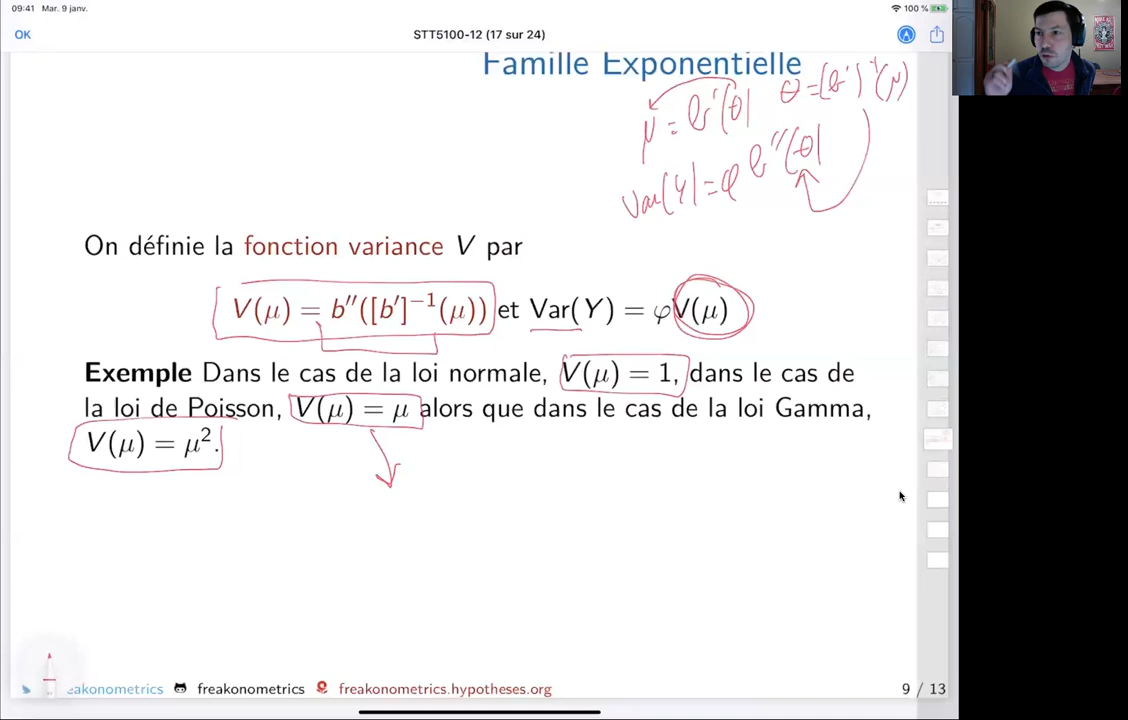 09:41 Mar. 9 janv.
100 %
OK
STT5100-12 (17 sur 24)
Famille Exponentielle
μ = b'(θ) θ = (b')⁻¹(μ)
Var(Y) = φ b''(θ)
On définie la fonction variance V par
V(μ) = b″([b′]⁻¹(μ)) et Var(Y) = φV(μ)
Exemple Dans le cas de la loi normale, V(μ) = 1, dans le cas de
la loi de Poisson, V(μ) = μ alors que dans le cas de la loi Gamma,
V(μ) = μ².
eakonometrics freakonometrics freakonometrics.hypotheses.org 9 / 13